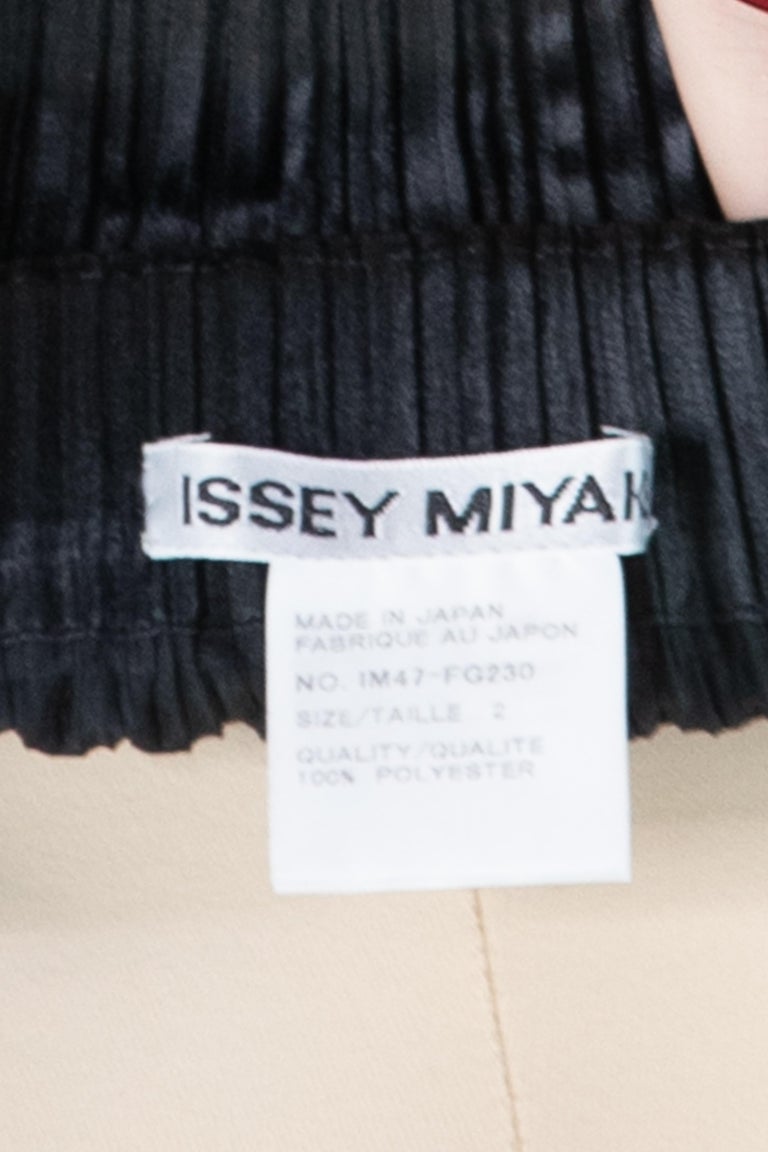 ISSEY MIYAK
MADE IN JAPAN
FABRIQUE AU JAPON
NO. IM47-FG230
SIZE/TAILLE 2
QUALITY/QUALITE
100% POLYESTER